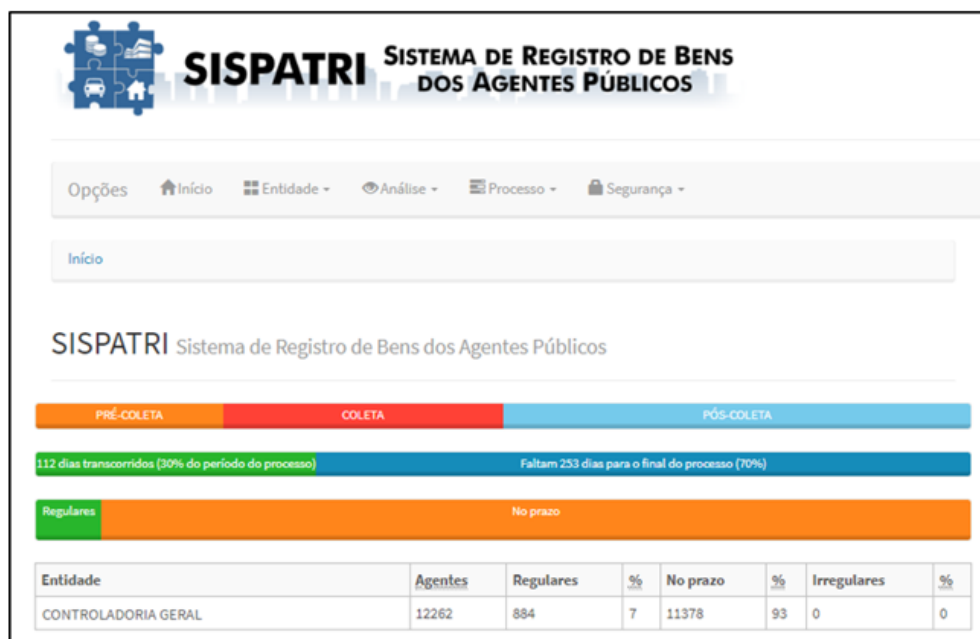 SISPATRI SISTEMA DE REGISTRO DE BENS
DOS AGENTES PÚBLICOS
Opções Início Entidade Análise Processo Segurança
Início
SISPATRI Sistema de Registro de Bens dos Agentes Públicos
PRÉ-COLETA COLETA PÓS-COLETA
112 dias transcorridos (30% do período do processo) Faltam 253 dias para o final do processo (70%)
Regulares No prazo
Entidade Agentes Regulares % No prazo % Irregulares %
CONTROLADORIA GERAL 12262 884 7 11378 93 0 0